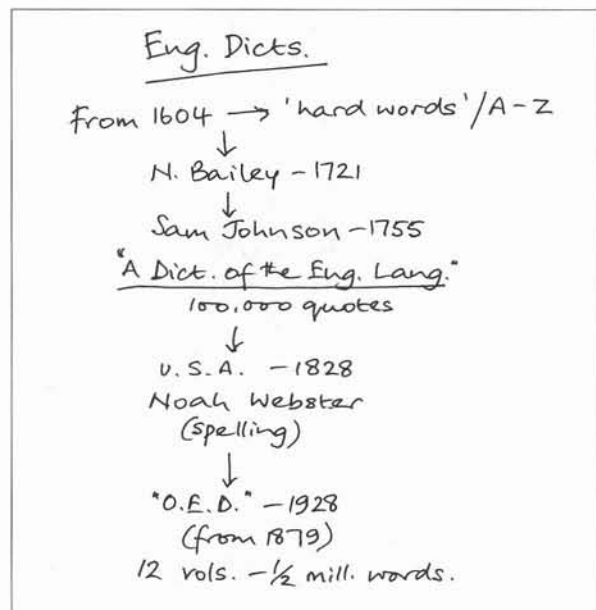 Eng. Dicts.
From 1604 → 'hard words'/A-Z
↓
N. Bailey - 1721
↓
Sam Johnson - 1755
"A Dict. of the Eng. Lang."
100,000 quotes
↓
U.S.A. - 1828
Noah Webster
(spelling)
↓
"O.E.D." - 1928
(from 1879)
12 vols. - ½ mill. words.